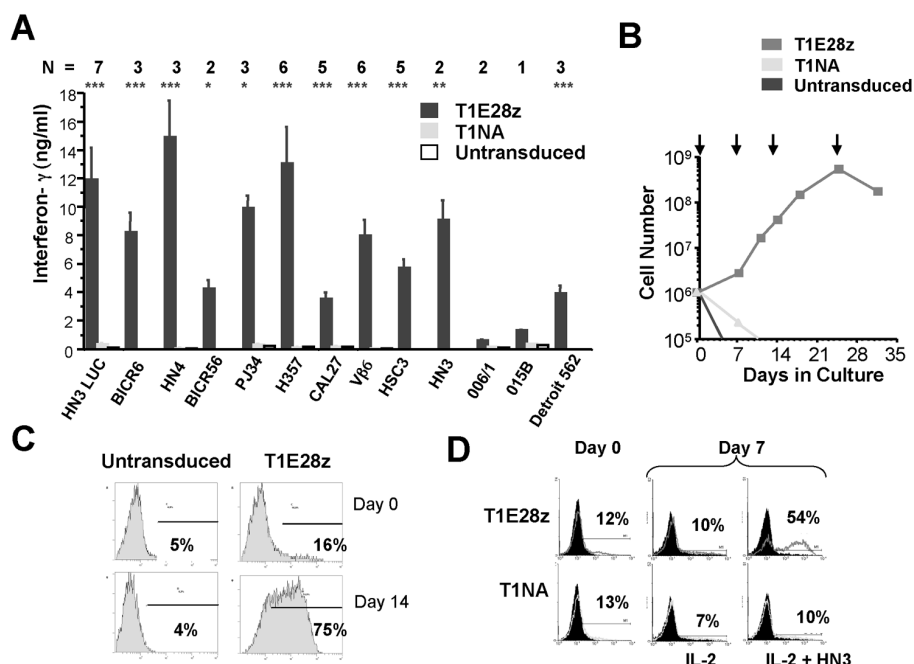 A
N = 7 3 3 2 3 6 5 6 5 2 2 1 3
*** *** *** * * *** *** *** *** ** ***
Interferon- γ (ng/ml)
18
16
14
12
10
8
6
4
2
0
T1E28z
T1NA
Untransduced
HN3 LUC
BICR6
HN4
BICR56
PJ34
H357
CAL27
Vβ6
HSC3
HN3
006/1
015B
Detroit 562
B
T1E28z
T1NA
Untransduced
Cell Number
10⁹
10⁸
10⁷
10⁶
10⁵
0 7 14 21 28 35
Days in Culture
C
Untransduced T1E28z
Day 0
5% 16%
Day 14
4% 75%
D
Day 0 Day 7
T1E28z
12% 10% 54%
T1NA
13% 7% 10%
IL-2 IL-2 + HN3